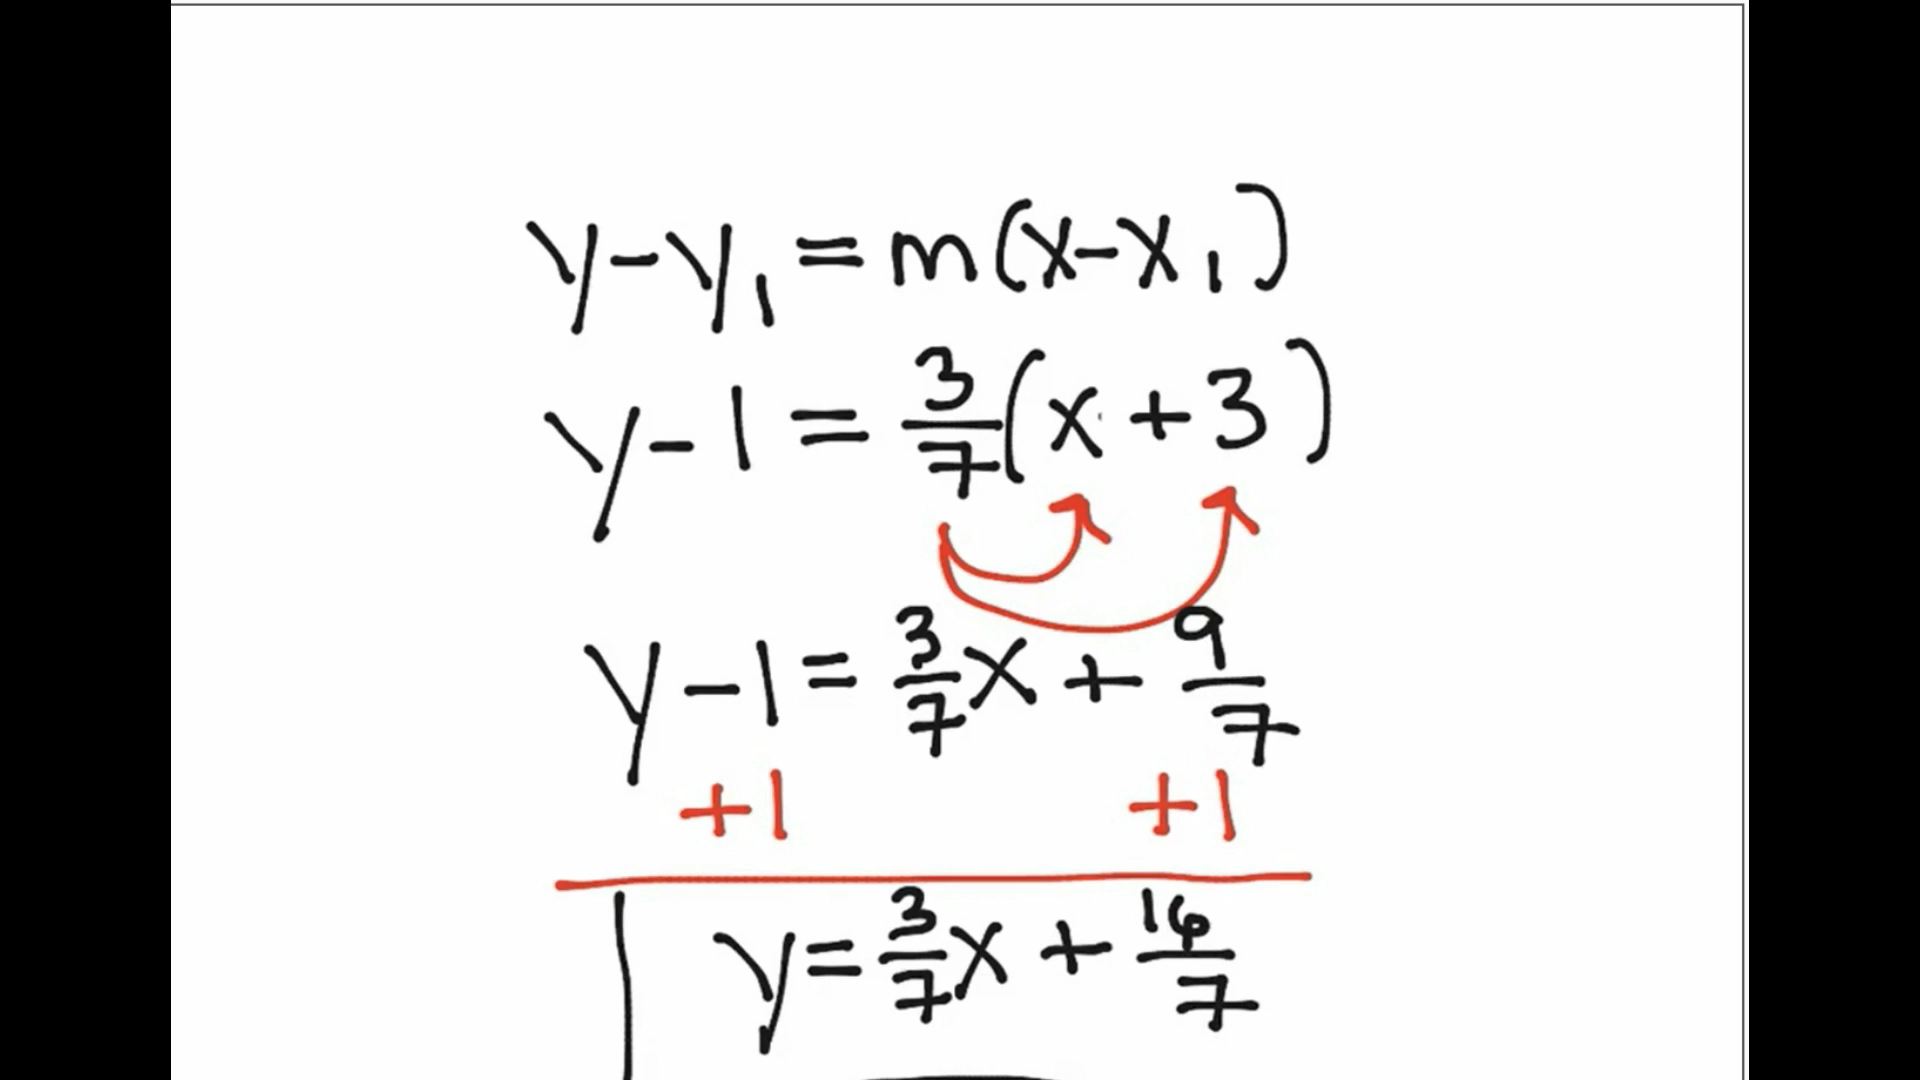 y-y₁=m(x-x₁)
y-1=3/7(x+3)
y-1=3/7x+9/7
+1 +1
y=3/7x+16/7